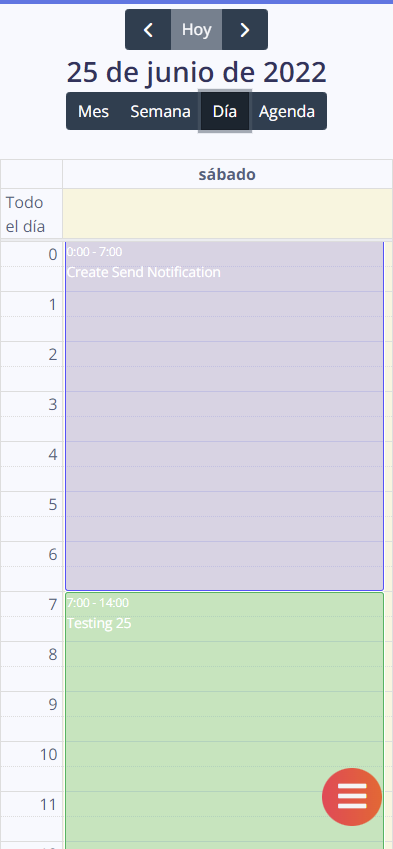 Hoy
25 de junio de 2022
Mes Semana Día Agenda
sábado
Todo
el día
0
0:00 - 7:00
Create Send Notification
1
2
3
4
5
6
7
7:00 - 14:00
Testing 25
8
9
10
11